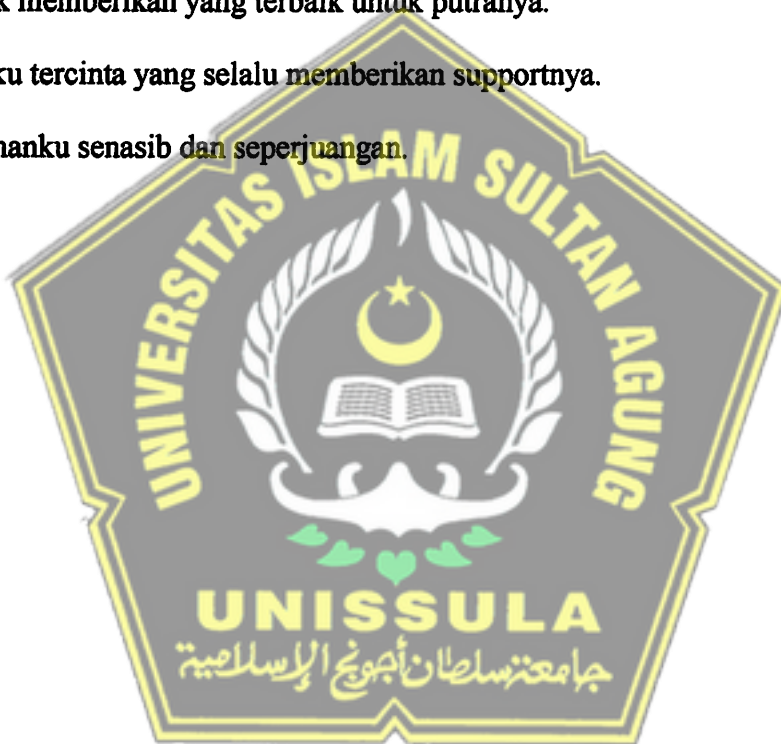 memberikan yang terbaik untuk putranya.
ku tercinta yang selalu memberikan supportnya.
manku senasib dan seperjuangan.
UNIVERSITAS ISLAM SULTAN AGUNG
UNISSULA
جامعة سلطان أجونج الإسلامية